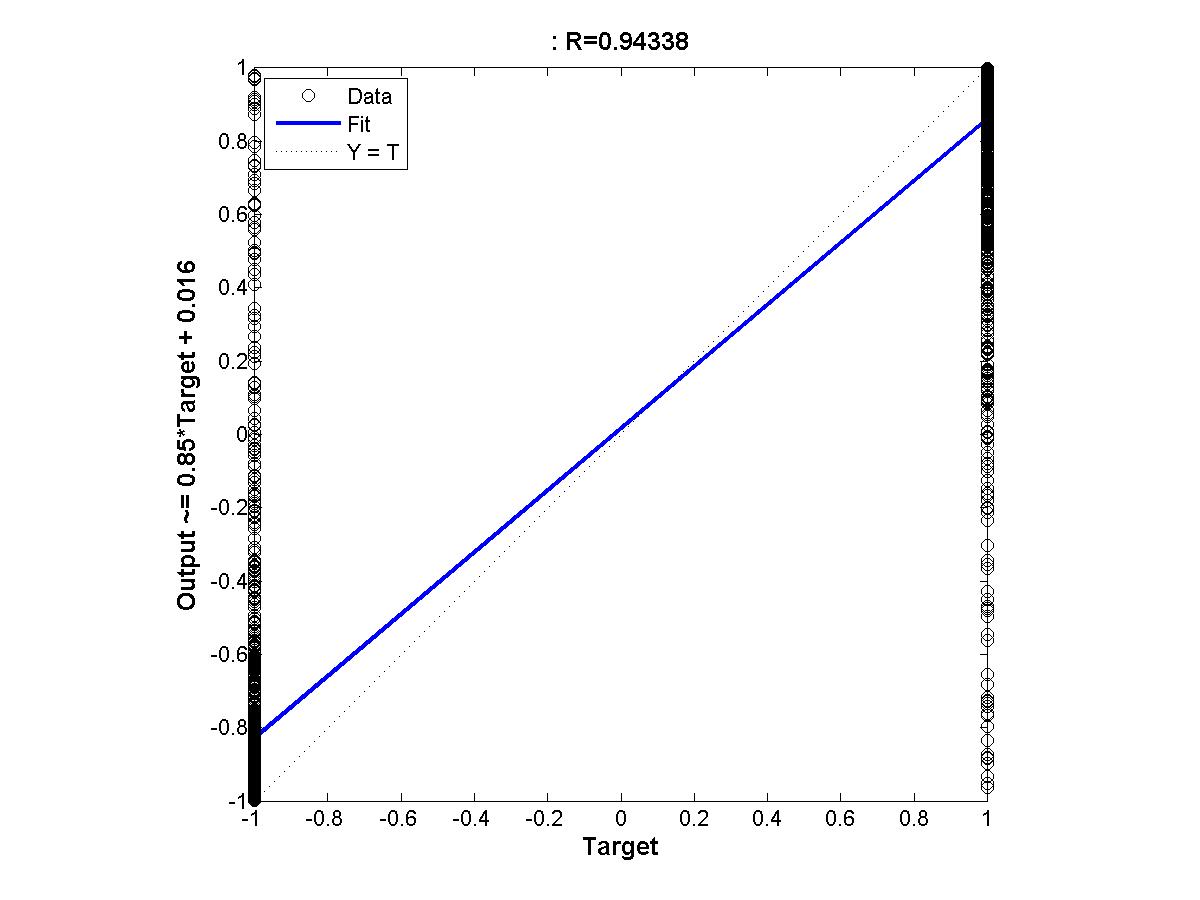 : R=0.94338
Data
Fit
Y = T
1
0.8
0.6
0.4
0.2
0
-0.2
-0.4
-0.6
-0.8
-1
Output ~= 0.85*Target + 0.016
-1 -0.8 -0.6 -0.4 -0.2 0 0.2 0.4 0.6 0.8 1
Target